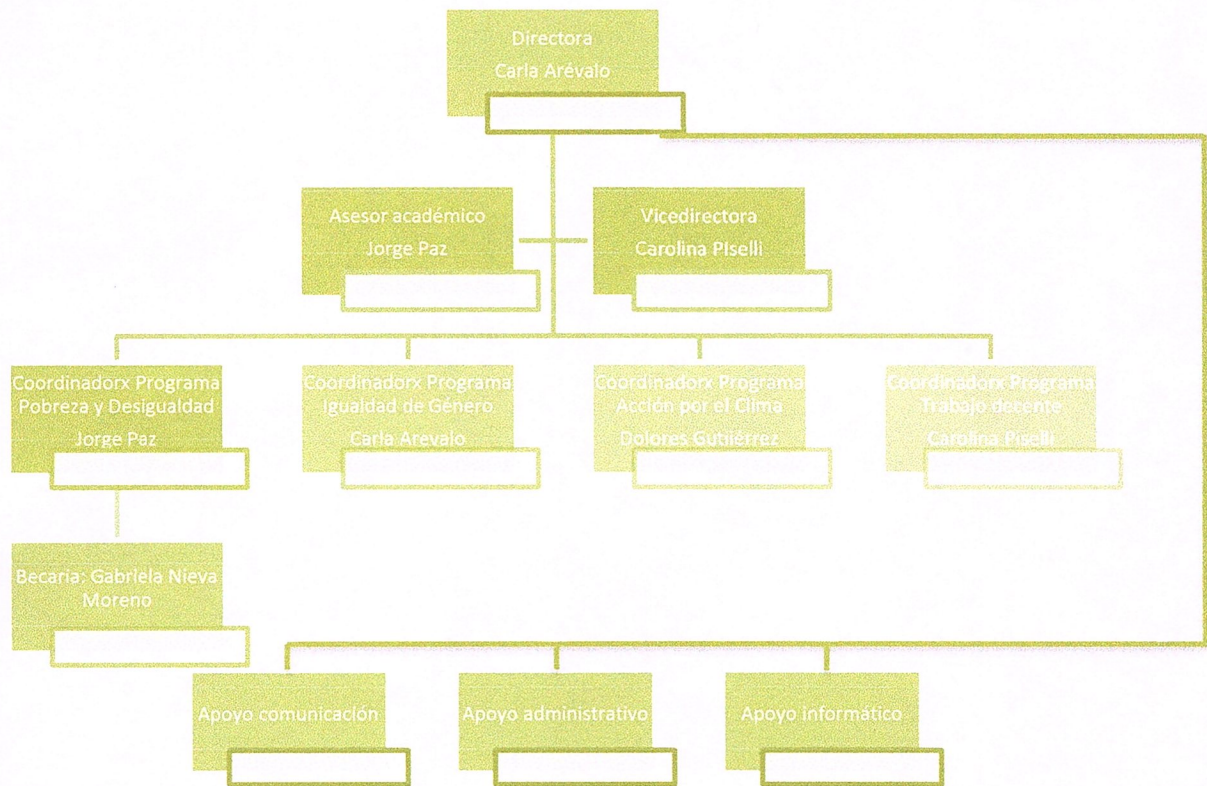 Directora
Carla Arévalo
Asesor académico
Jorge Paz
Vicedirectora
Carolina PIselli
Coordinadorx Programa
Pobreza y Desigualdad
Jorge Paz
Coordinadorx Programa
Igualdad de Género
Carla Arevalo
Coordinadorx Programa
Acción por el Clima
Dolores Gutiiérrez
Coordinadorx Programa
Trabajo decente
Carolina Piselli
Becaria: Gabriela Nieva
Moreno
Apoyo comunicación
Apoyo administrativo
Apoyo informático